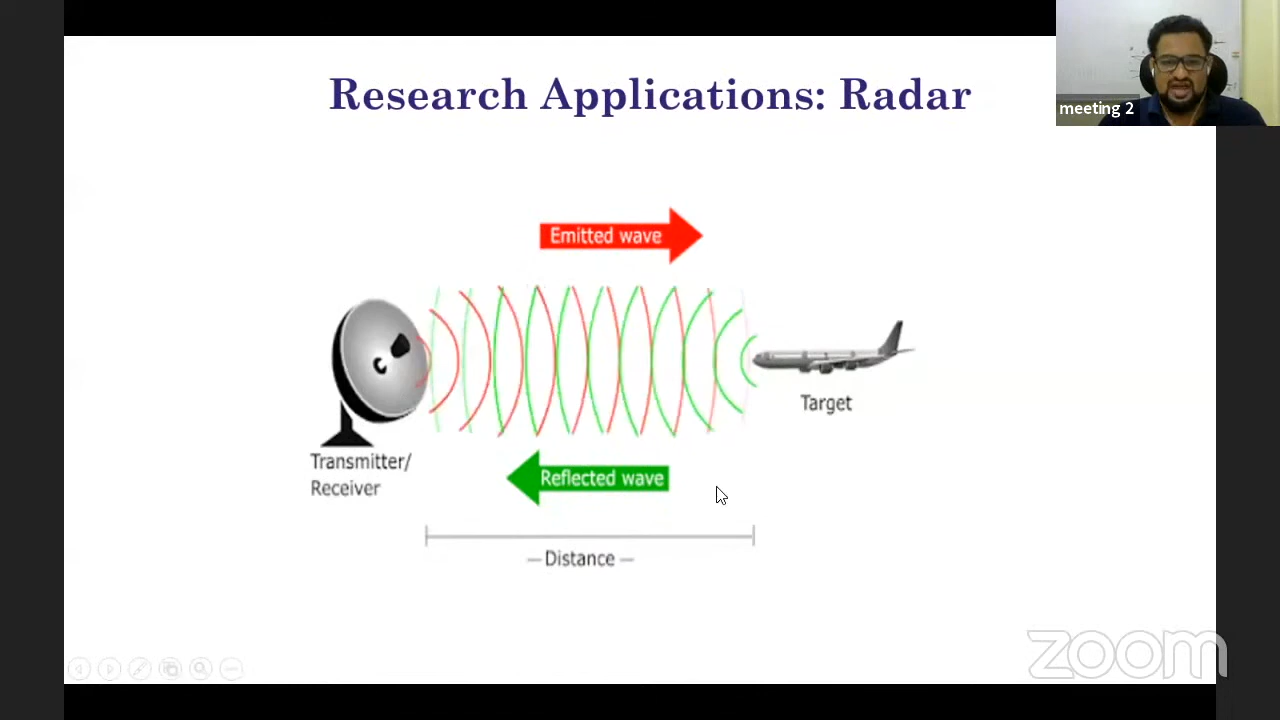 Research Applications: Radar
meeting 2
Emitted wave
Target
Transmitter/
Receiver
Reflected wave
— Distance —
zoom